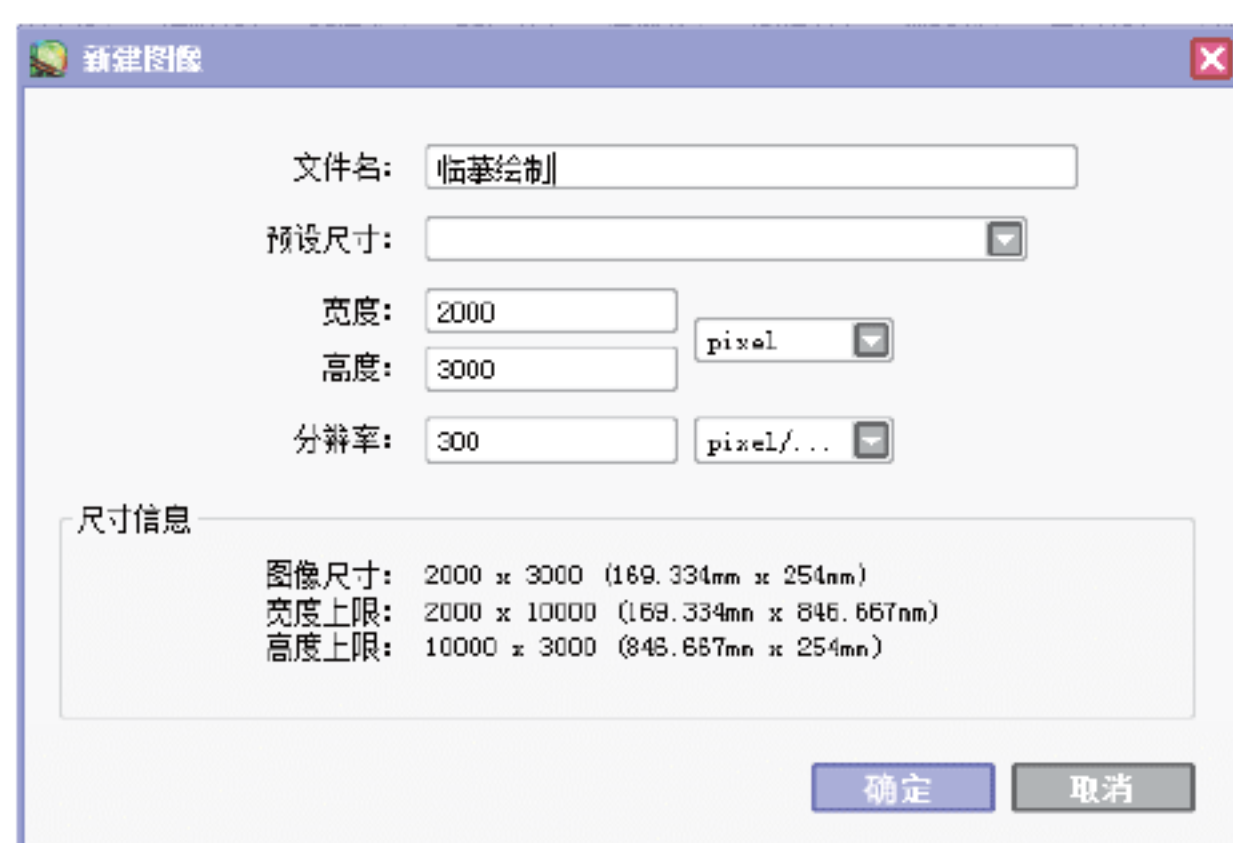 新建图像
文件名： 临摹绘制
预设尺寸：
宽度： 2000
pixel
高度： 3000
分辨率： 300 pixel/...
尺寸信息
图像尺寸： 2000 x 3000 (169.334mm x 254mm)
宽度上限： 2000 x 10000 (169.334mm x 846.667mm)
高度上限： 10000 x 3000 (846.667mm x 254mm)
确定 取消